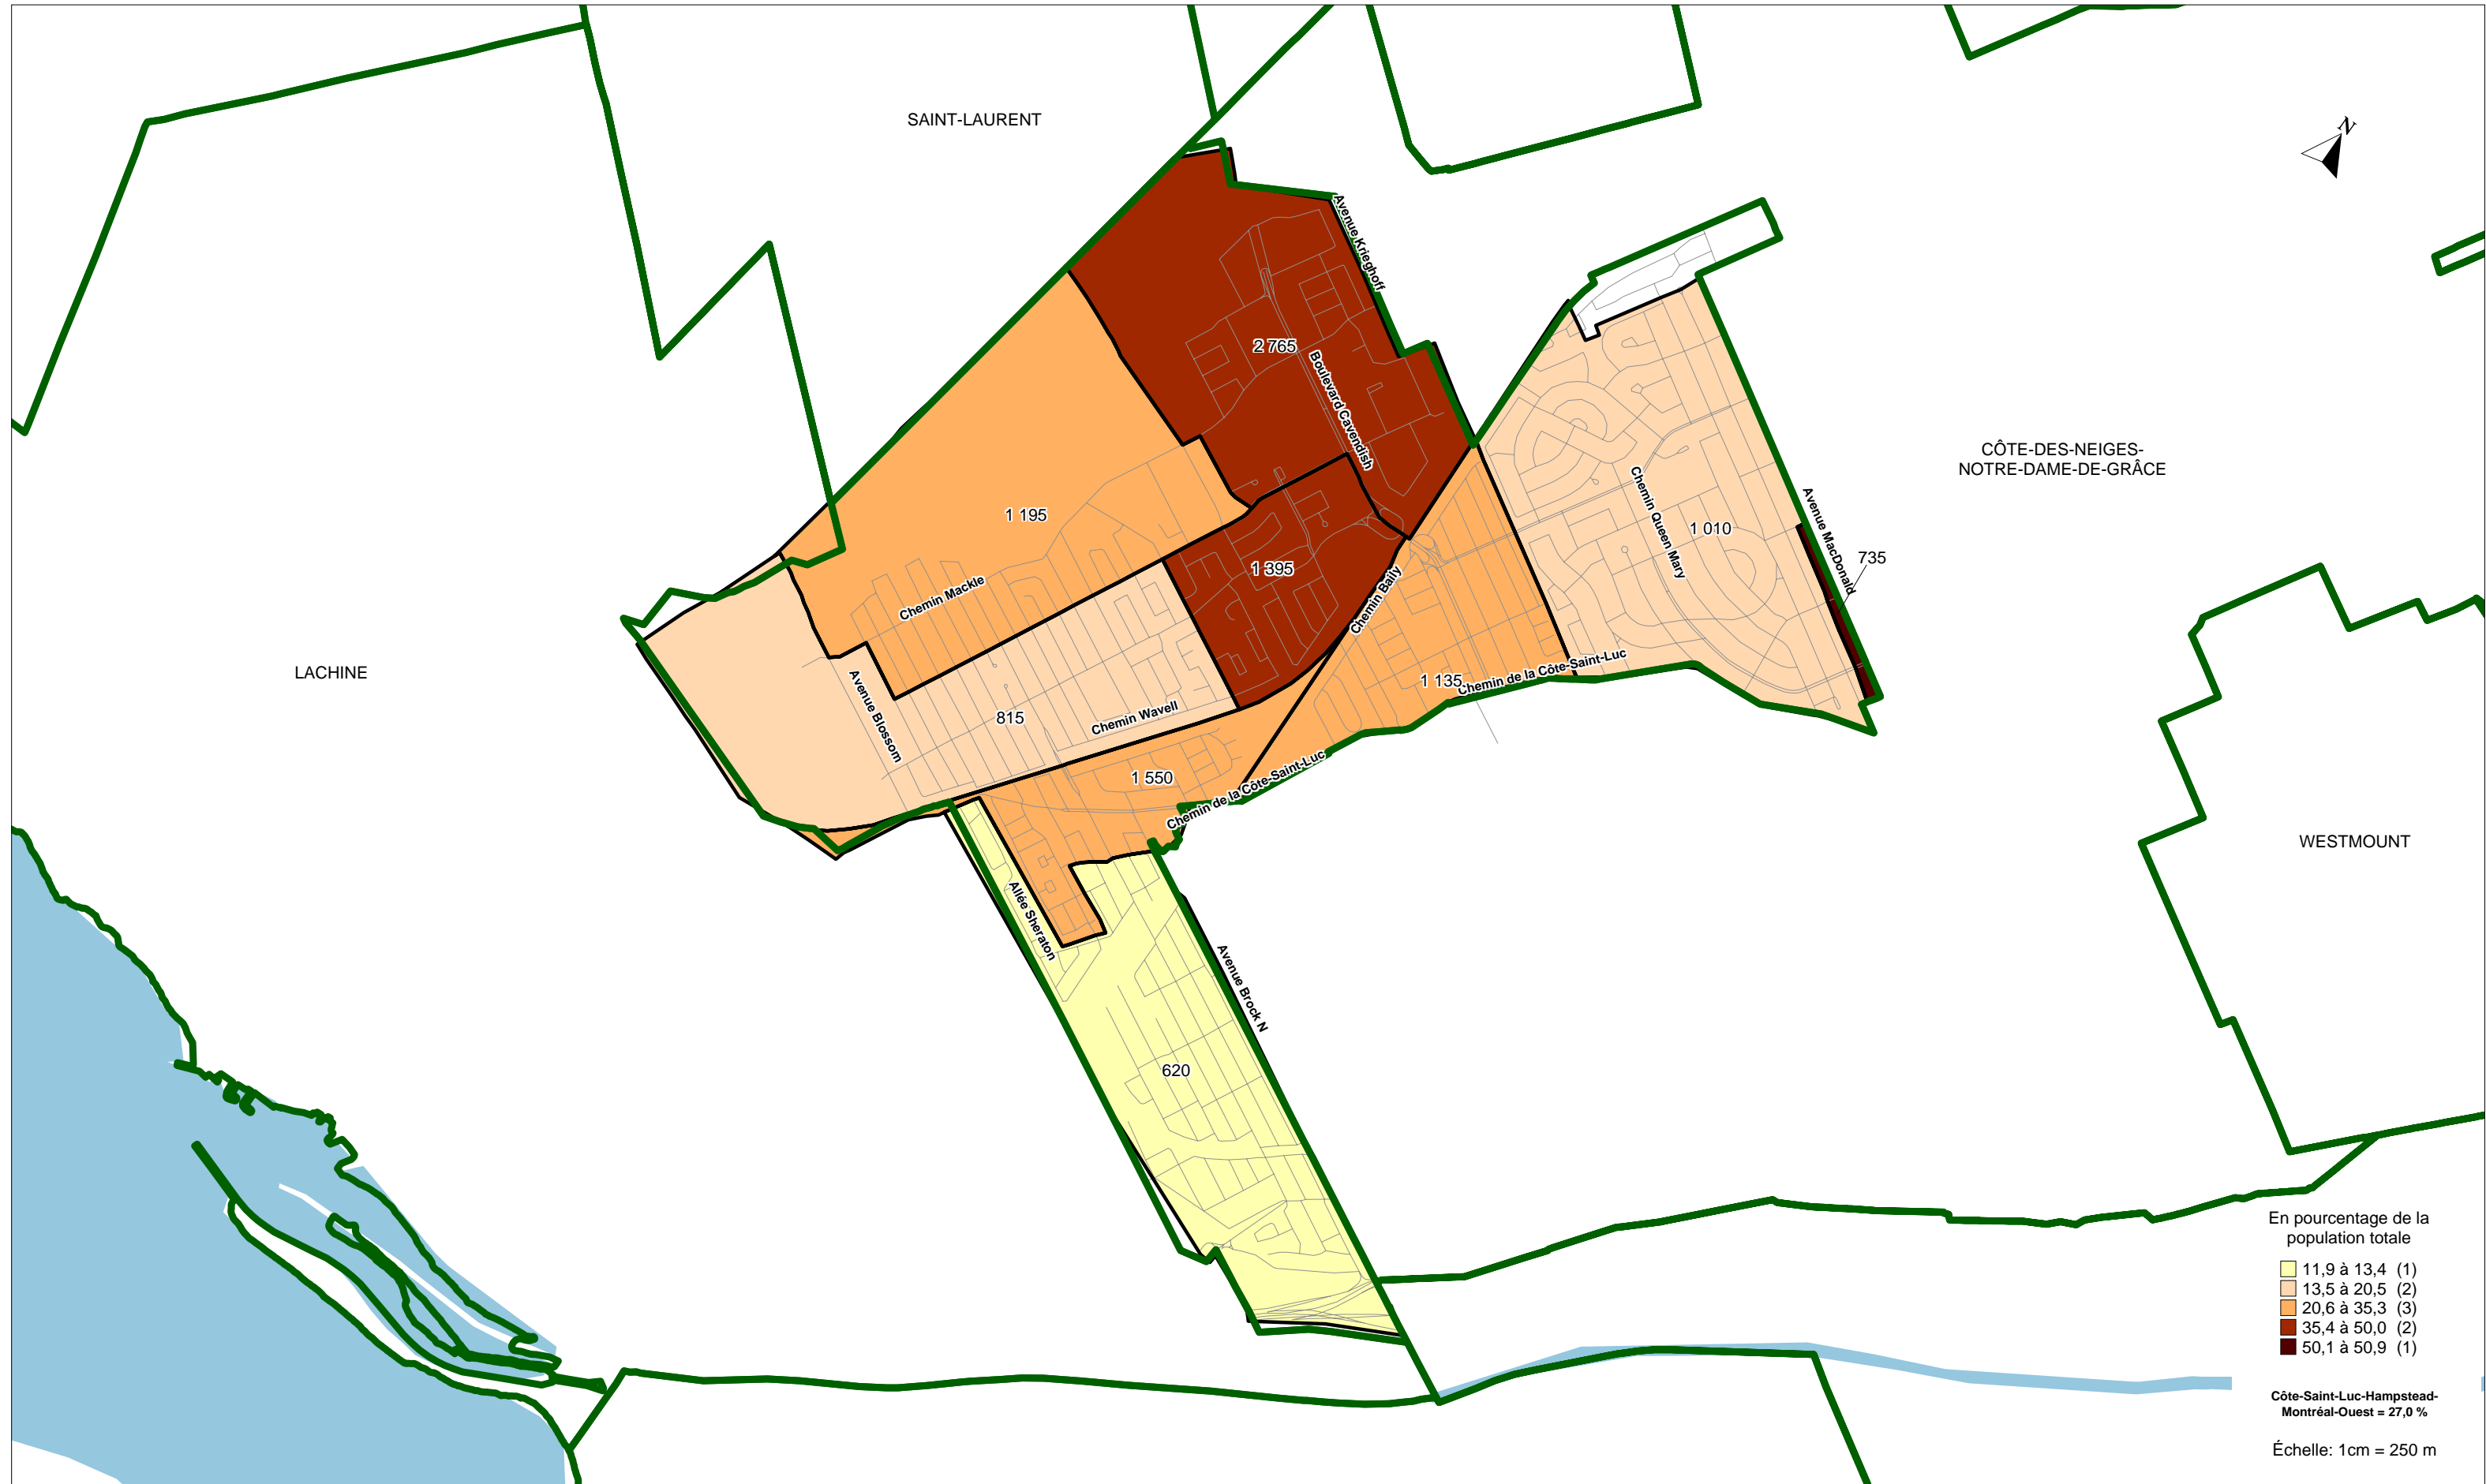 SAINT-LAURENT
N
Avenue Krieghoff
2 765
Boulevard Cavendish
CÔTE-DES-NEIGES-
NOTRE-DAME-DE-GRÂCE
Chemin Queen Mary
1 195
1 010
Avenue MacDonald
735
1 395
Chemin Mackle
Chemin Baily
LACHINE
1 135
Chemin de la Côte-Saint-Luc
Avenue Blossom
815
Chemin Wavell
1 550
Chemin de la Côte-Saint-Luc
WESTMOUNT
Allée Sheraton
Avenue Brock N
620
En pourcentage de la
population totale
11,9 à 13,4 (1)
13,5 à 20,5 (2)
20,6 à 35,3 (3)
35,4 à 50,0 (2)
50,1 à 50,9 (1)
Côte-Saint-Luc-Hampstead-
Montréal-Ouest = 27,0 %
Échelle: 1cm = 250 m